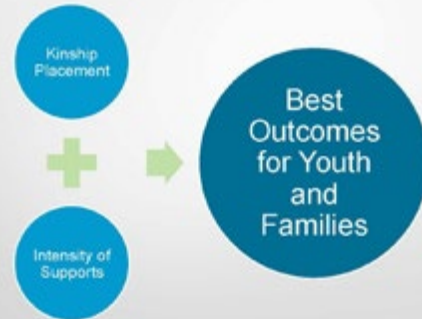 Kinship
Placement
Intensity of
Supports
Best
Outcomes
for Youth
and
Families